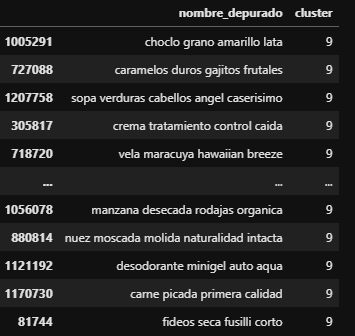 nombre_depurado cluster
1005291 choclo grano amarillo lata 9
727088 caramelos duros gajitos frutales 9
1207758 sopa verduras cabellos angel caserisimo 9
305817 crema tratamiento control caida 9
718720 vela maracuya hawaiian breeze 9
... ... ...
1056078 manzana desecada rodajas organica 9
880814 nuez moscada molida naturalidad intacta 9
1121192 desodorante minigel auto aqua 9
1170730 carne picada primera calidad 9
81744 fideos seca fusilli corto 9